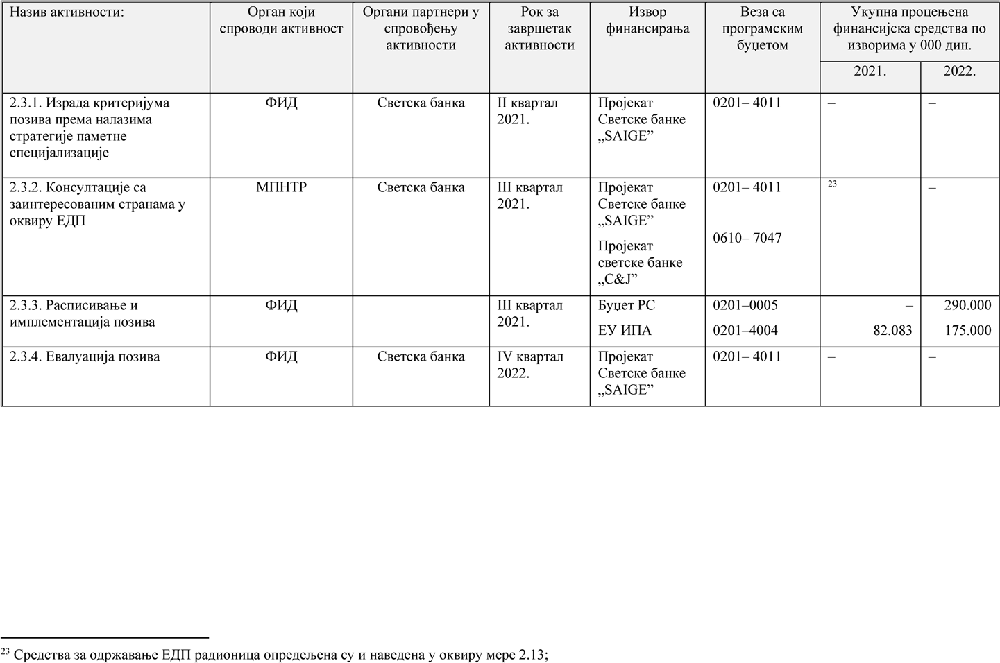 Назив активности:
Орган који
спроводи активност
Органи партнери у
спровођењу
активности
Рок за
завршетак
активности
Извор
финансирања
Веза са
програмским
буџетом
Укупна процењена
финансијска средства по
изворима у 000 дин.
2021.
2022.
2.3.1. Израда критеријума
позива према налазима
стратегије паметне
специјализације
ФИД
Светска банка
II квартал
2021.
Пројекат
Светске банке
„SAIGE”
0201– 4011
–
–
2.3.2. Консултације са
заинтересованим странама у
оквиру ЕДП
МПНТР
Светска банка
III квартал
2021.
Пројекат
Светске банке
„SAIGE”
Пројекат
светске банке
„C&J”
0201– 4011
0610– 7047
23
–
2.3.3. Расписивање и
имплементација позива
ФИД
III квартал
2021.
Буџет РС
ЕУ ИПА
0201–0005
0201–4004
–
82.083
290.000
175.000
2.3.4. Евалуација позива
ФИД
Светска банка
IV квартал
2022.
Пројекат
Светске банке
„SAIGE”
0201– 4011
–
–
23 Средства за одржавање ЕДП радионица опредељена су и наведена у оквиру мере 2.13;